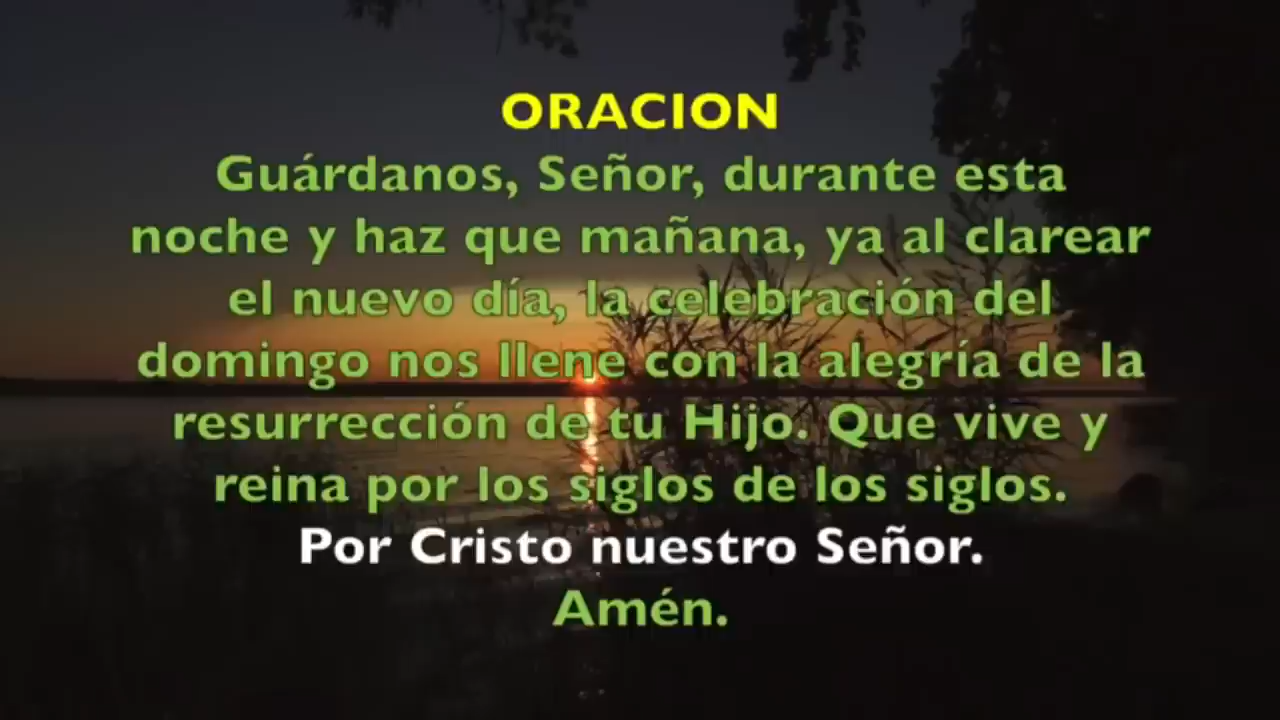 ORACION
Guárdanos, Señor, durante esta
noche y haz que mañana, ya al clarear
el nuevo día, la celebración del
domingo nos llene con la alegría de la
resurrección de tu Hijo. Que vive y
reina por los siglos de los siglos.
Por Cristo nuestro Señor.
Amén.